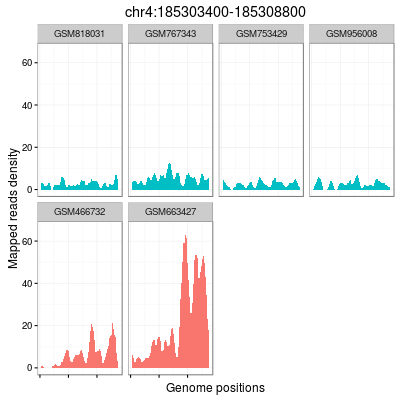 chr4:185303400-185308800
GSM818031 GSM767343 GSM753429 GSM956008
60
40
20
0
Mapped reads density
GSM466732 GSM663427
60
40
20
0
Genome positions